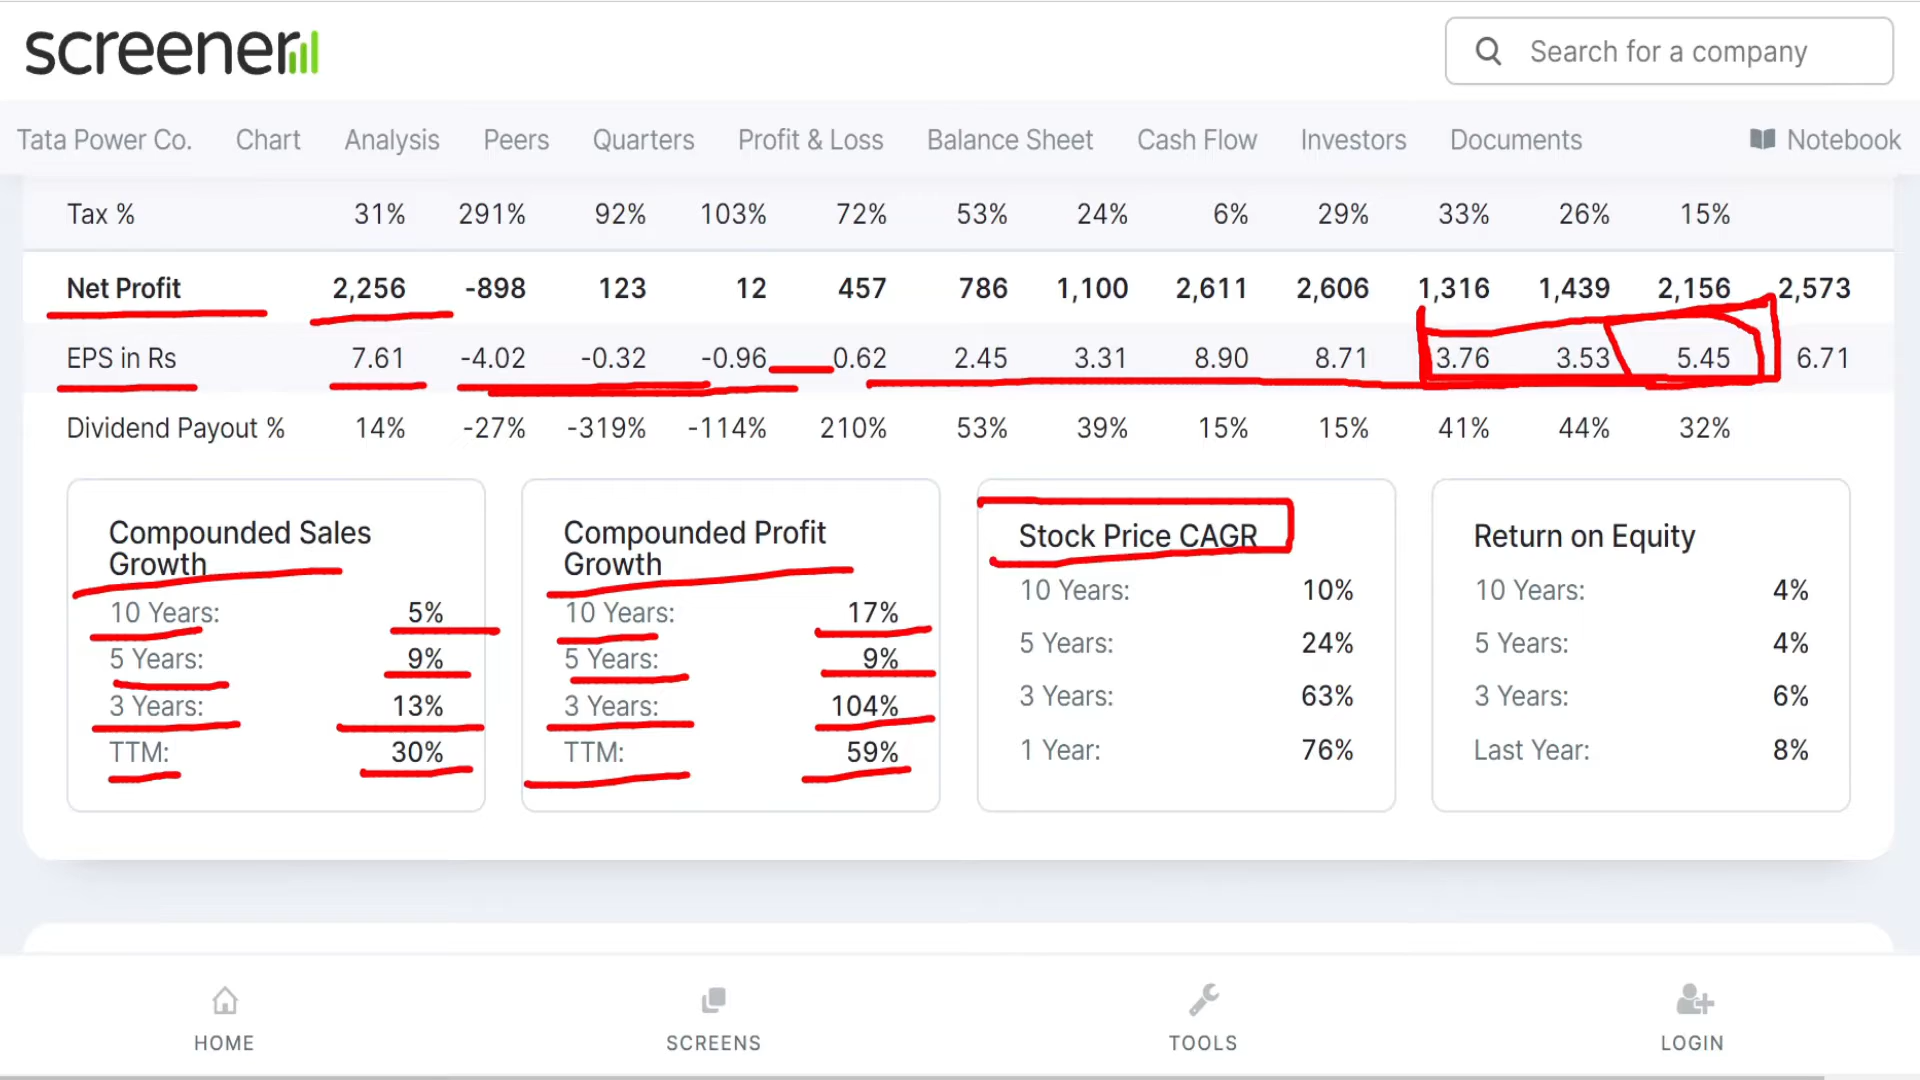 screener
Search for a company
Tata Power Co. Chart Analysis Peers Quarters Profit & Loss Balance Sheet Cash Flow Investors Documents Notebook
Tax % 31% 291% 92% 103% 72% 53% 24% 6% 29% 33% 26% 15%
Net Profit 2,256 -898 123 12 457 786 1,100 2,611 2,606 1,316 1,439 2,156 2,573
EPS in Rs 7.61 -4.02 -0.32 -0.96 0.62 2.45 3.31 8.90 8.71 3.76 3.53 5.45 6.71
Dividend Payout % 14% -27% -319% -114% 210% 53% 39% 15% 15% 41% 44% 32%
Compounded Sales
Growth
10 Years: 5%
5 Years: 9%
3 Years: 13%
TTM: 30%
Compounded Profit
Growth
10 Years: 17%
5 Years: 9%
3 Years: 104%
TTM: 59%
Stock Price CAGR
10 Years: 10%
5 Years: 24%
3 Years: 63%
1 Year: 76%
Return on Equity
10 Years: 4%
5 Years: 4%
3 Years: 6%
Last Year: 8%
HOME SCREENS TOOLS LOGIN